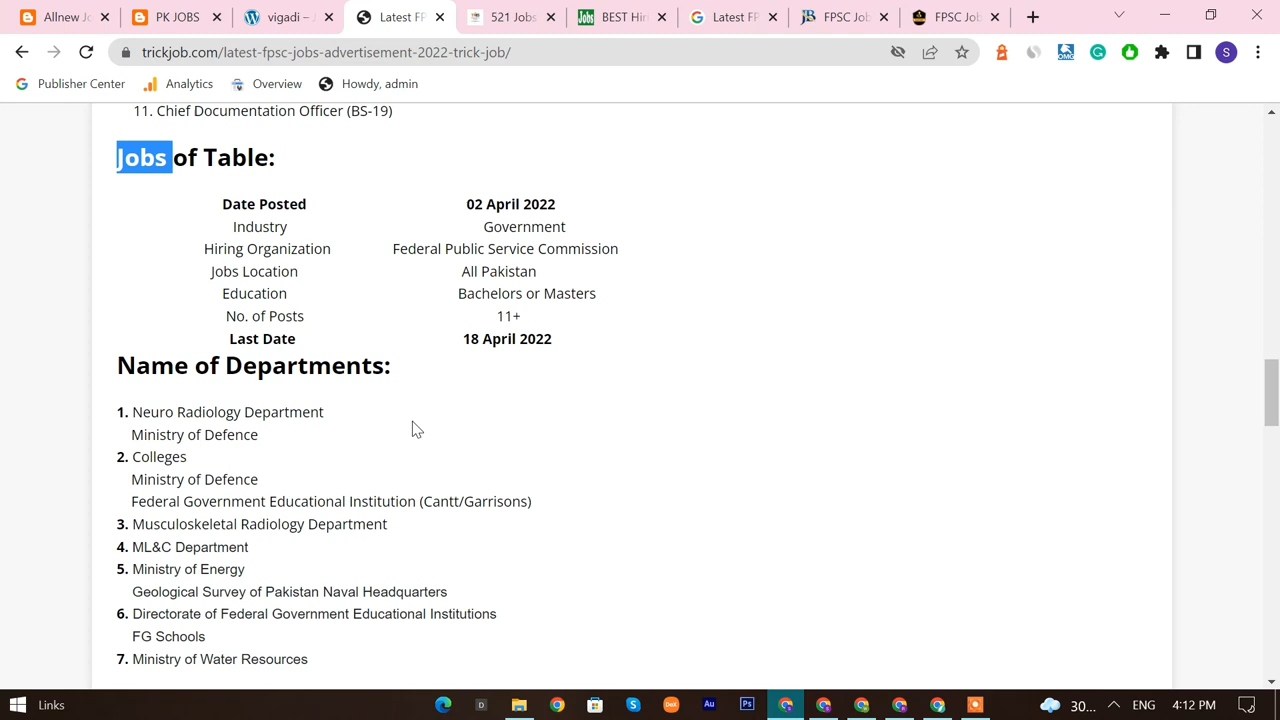 Allnew J
PK JOBS
vigadi –
Latest FP
521 Jobs
BEST Hi
Latest F
FPSC Jo
FPSC Jo
trickjob.com/latest-fpsc-jobs-advertisement-2022-trick-job/
S
Publisher Center
Analytics
Overview
Howdy, admin
11. Chief Documentation Officer (BS-19)
Jobs of Table:
Date Posted 02 April 2022
Industry Government
Hiring Organization Federal Public Service Commission
Jobs Location All Pakistan
Education Bachelors or Masters
No. of Posts 11+
Last Date 18 April 2022
Name of Departments:
1. Neuro Radiology Department
Ministry of Defence
2. Colleges
Ministry of Defence
Federal Government Educational Institution (Cantt/Garrisons)
3. Musculoskeletal Radiology Department
4. ML&C Department
5. Ministry of Energy
Geological Survey of Pakistan Naval Headquarters
6. Directorate of Federal Government Educational Institutions
FG Schools
7. Ministry of Water Resources
Links
30...
ENG
4:12 PM